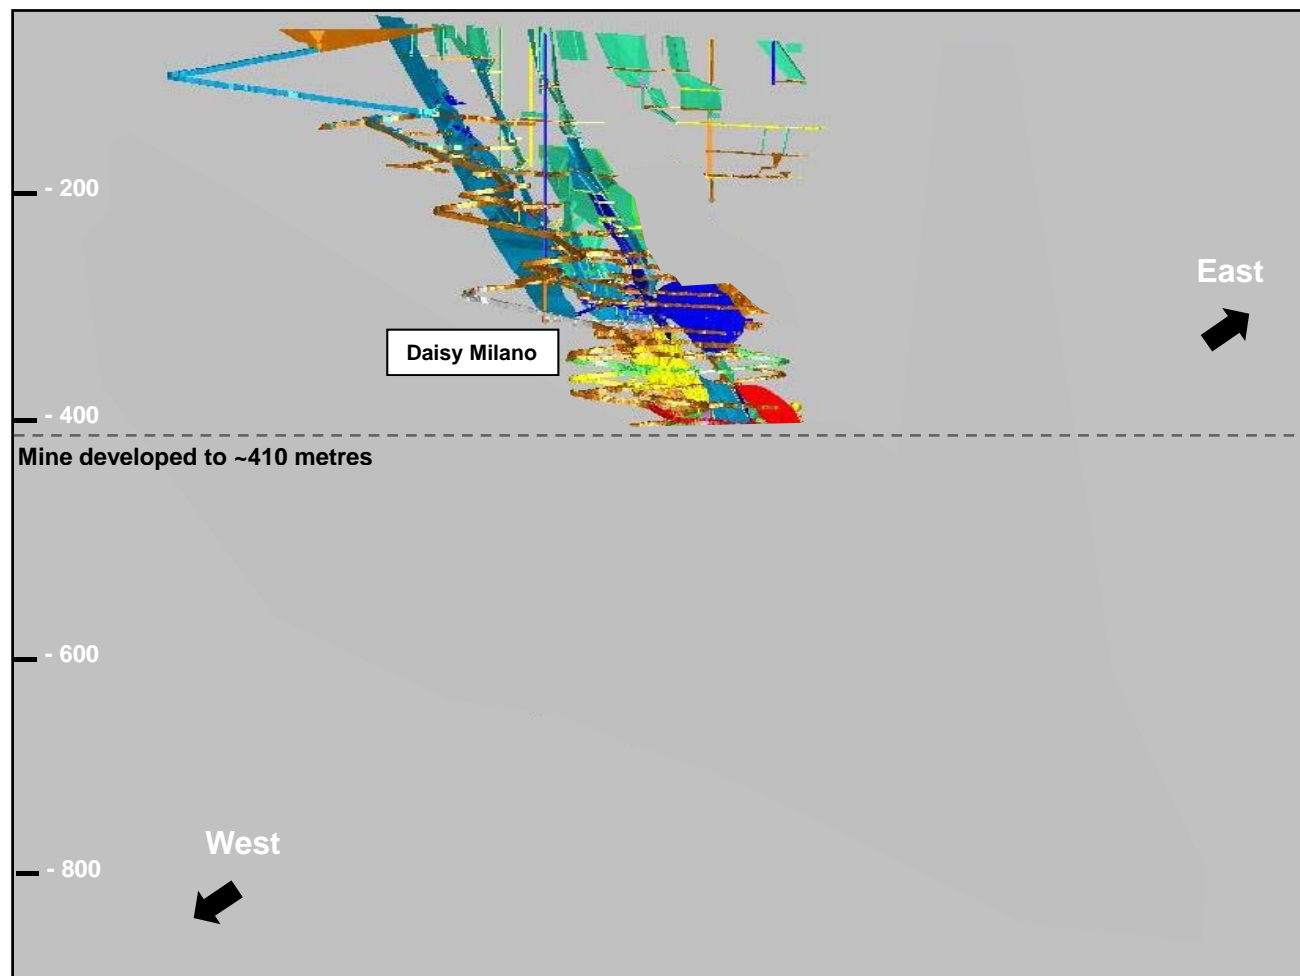 - 200
East
Daisy Milano
- 400
Mine developed to ~410 metres
- 600
West
- 800